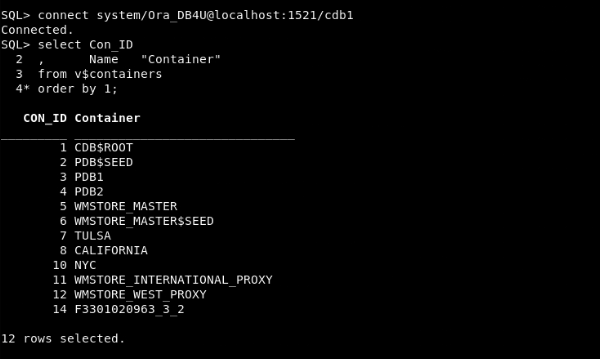 SQL> connect system/Ora_DB4U@localhost:1521/cdb1
Connected.
SQL> select Con_ID
2 , Name "Container"
3 from v$containers
4* order by 1;
CON_ID Container
1 CDB$ROOT
2 PDB$SEED
3 PDB1
4 PDB2
5 WMSTORE_MASTER
6 WMSTORE_MASTER$SEED
7 TULSA
8 CALIFORNIA
10 NYC
11 WMSTORE_INTERNATIONAL_PROXY
12 WMSTORE_WEST_PROXY
14 F3301020963_3_2
12 rows selected.